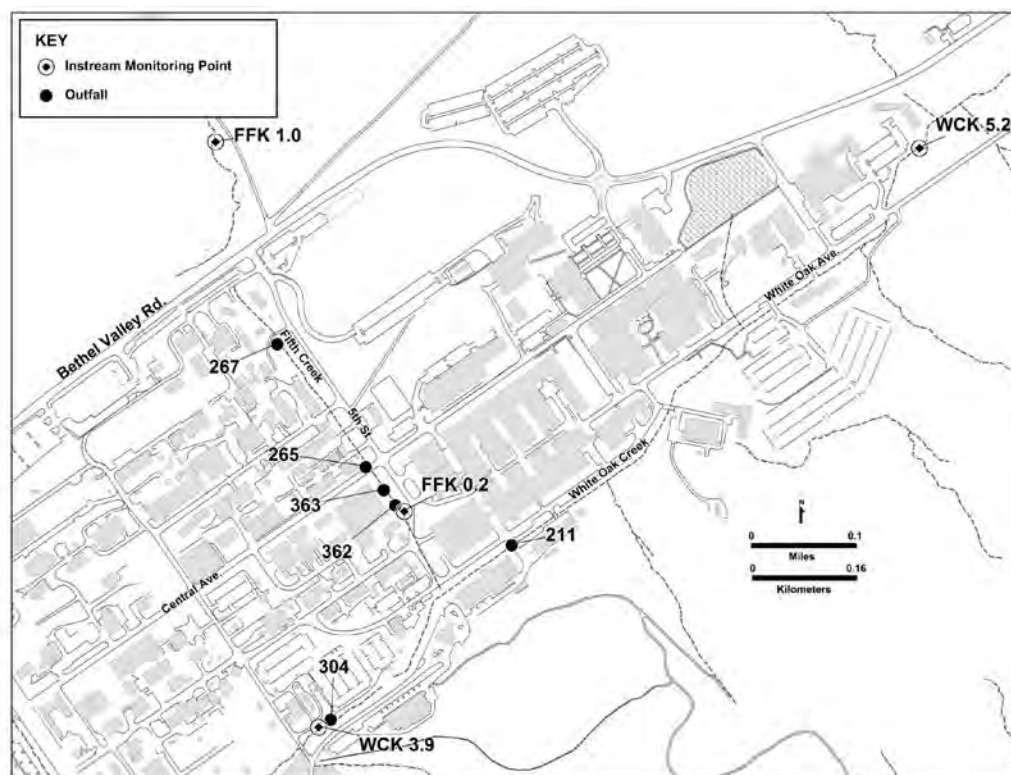 KEY
Instream Monitoring Point
Outfall
FFK 1.0
WCK 5.2
Bethel Valley Rd.
White Oak Ave.
267
Fifth Creek
5th St.
265
363
FFK 0.2
362
White Oak Creek
211
N
0 0.1
Miles
0 0.16
Kilometers
Central Ave.
304
WCK 3.9